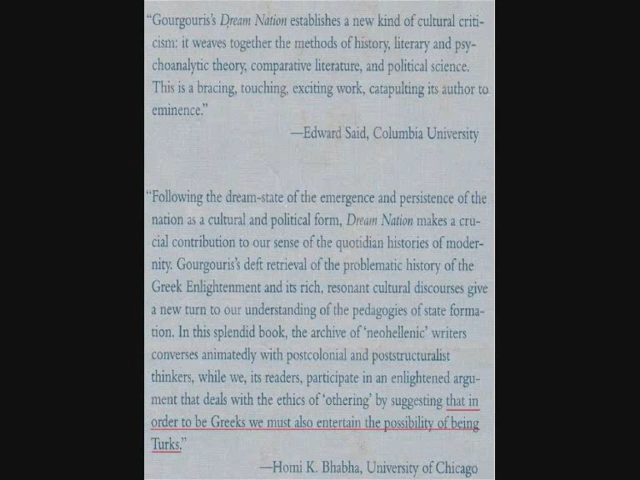 “Gourgouris's Dream Nation establishes a new kind of cultural criti-
cism: it weaves together the methods of history, literary and psy-
choanalytic theory, comparative literature, and political science.
This is a bracing, touching, exciting work, catapulting its author to
eminence.”
—Edward Said, Columbia University
“Following the dream-state of the emergence and persistence of the
nation as a cultural and political form, Dream Nation makes a cru-
cial contribution to our sense of the quotidian histories of moder-
nity. Gourgouris's deft retrieval of the problematic history of the
Greek Enlightenment and its rich, resonant cultural discourses give
a new turn to our understanding of the pedagogies of state forma-
tion. In this splendid book, the archive of ‘neohellenic’ writers
converses animatedly with postcolonial and poststructuralist
thinkers, while we, its readers, participate in an enlightened argu-
ment that deals with the ethics of ‘othering’ by suggesting that in
order to be Greeks we must also entertain the possibility of being
Turks.”
—Homi K. Bhabha, University of Chicago